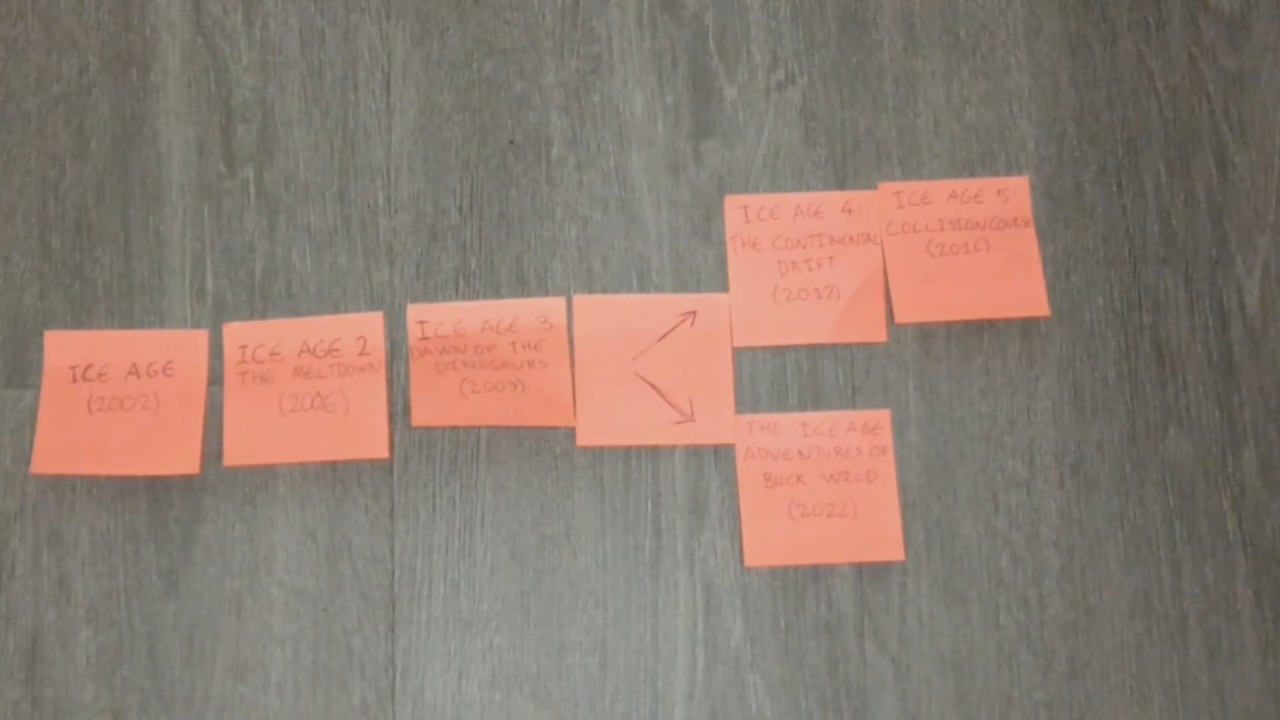 ICE AGE
(2002)
ICE AGE 2
THE MELTDOWN
(2006)
ICE AGE 3
DAWN OF THE
DINOSAURS
(2009)
ICE AGE 4:
THE CONTINENTAL
DRIFT
(2012)
ICE AGE 5
COLLISION COURSE
(2016)
THE ICE AGE
ADVENTURES OF
BUCK WILD
(2022)